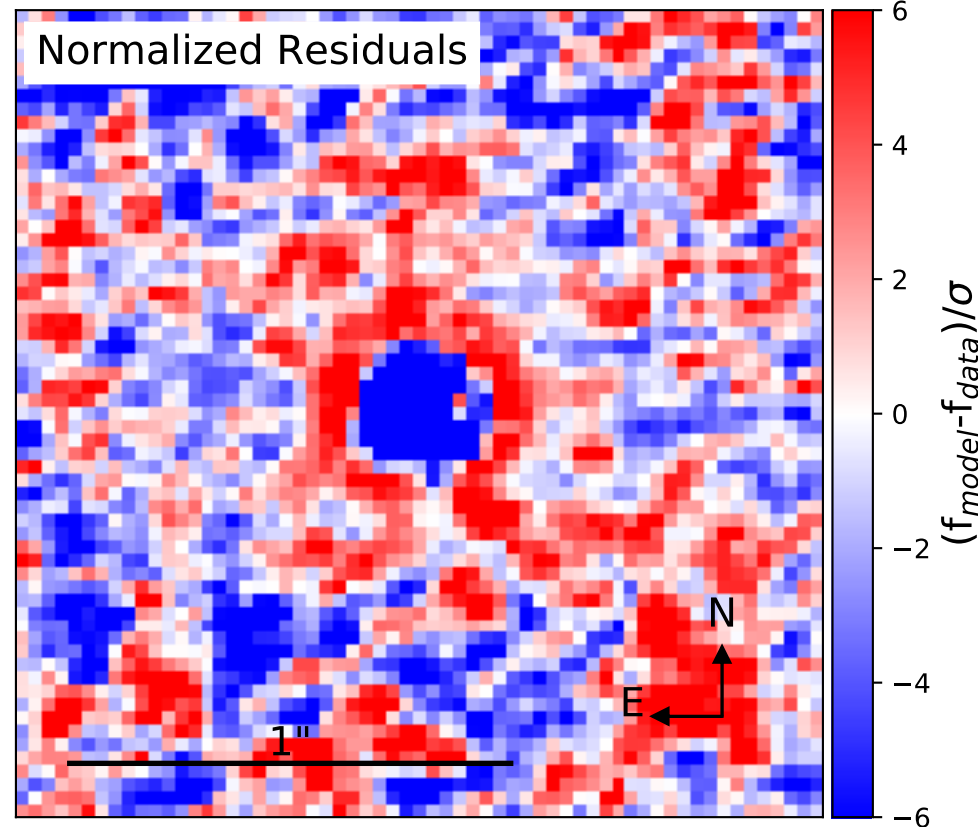 Normalized Residuals
N
E
1"
6
4
2
0
−2
−4
−6
(f_model-f_data)/σ